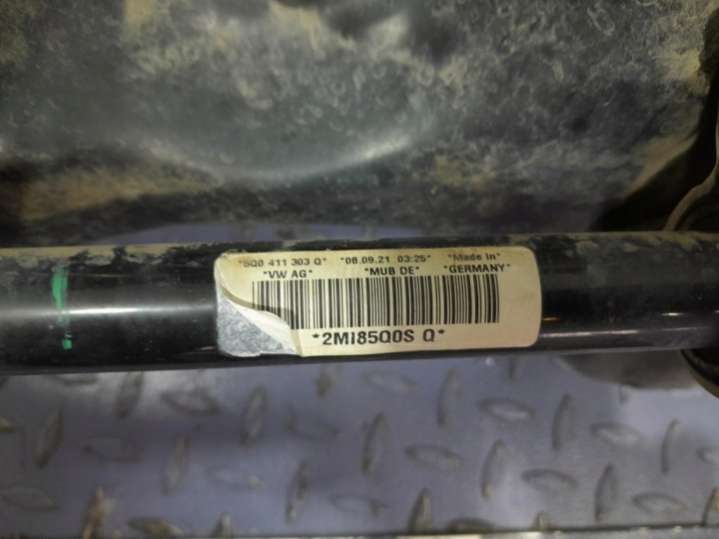 *5Q0 411 303 Q* *08.09.21 03:25* *Made in*
*VW AG* *MUB DE* *GERMANY*
*2MI85Q0S Q*